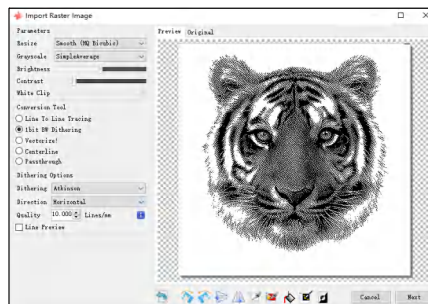 Import Raster Image
Parameters
Resize Smooth (HQ Bicubic)
Grayscale SimpleAverage
Brightness
Contrast
White Clip
Conversion Tool
Line To Line Tracing
1bit BW Dithering
Vectorize!
Centerline
Passthrough
Dithering Options
Dithering Atkinson
Direction Horizontal
Quality 10.000 Lines/mm
Line Preview
Preview Original
Cancel Next